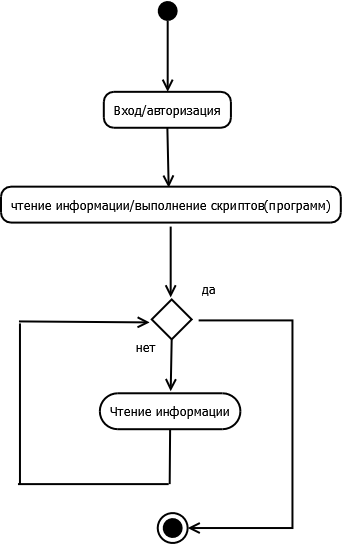 Вход/авторизация
чтение информации/выполнение скриптов(программ)
да
нет
Чтение информации